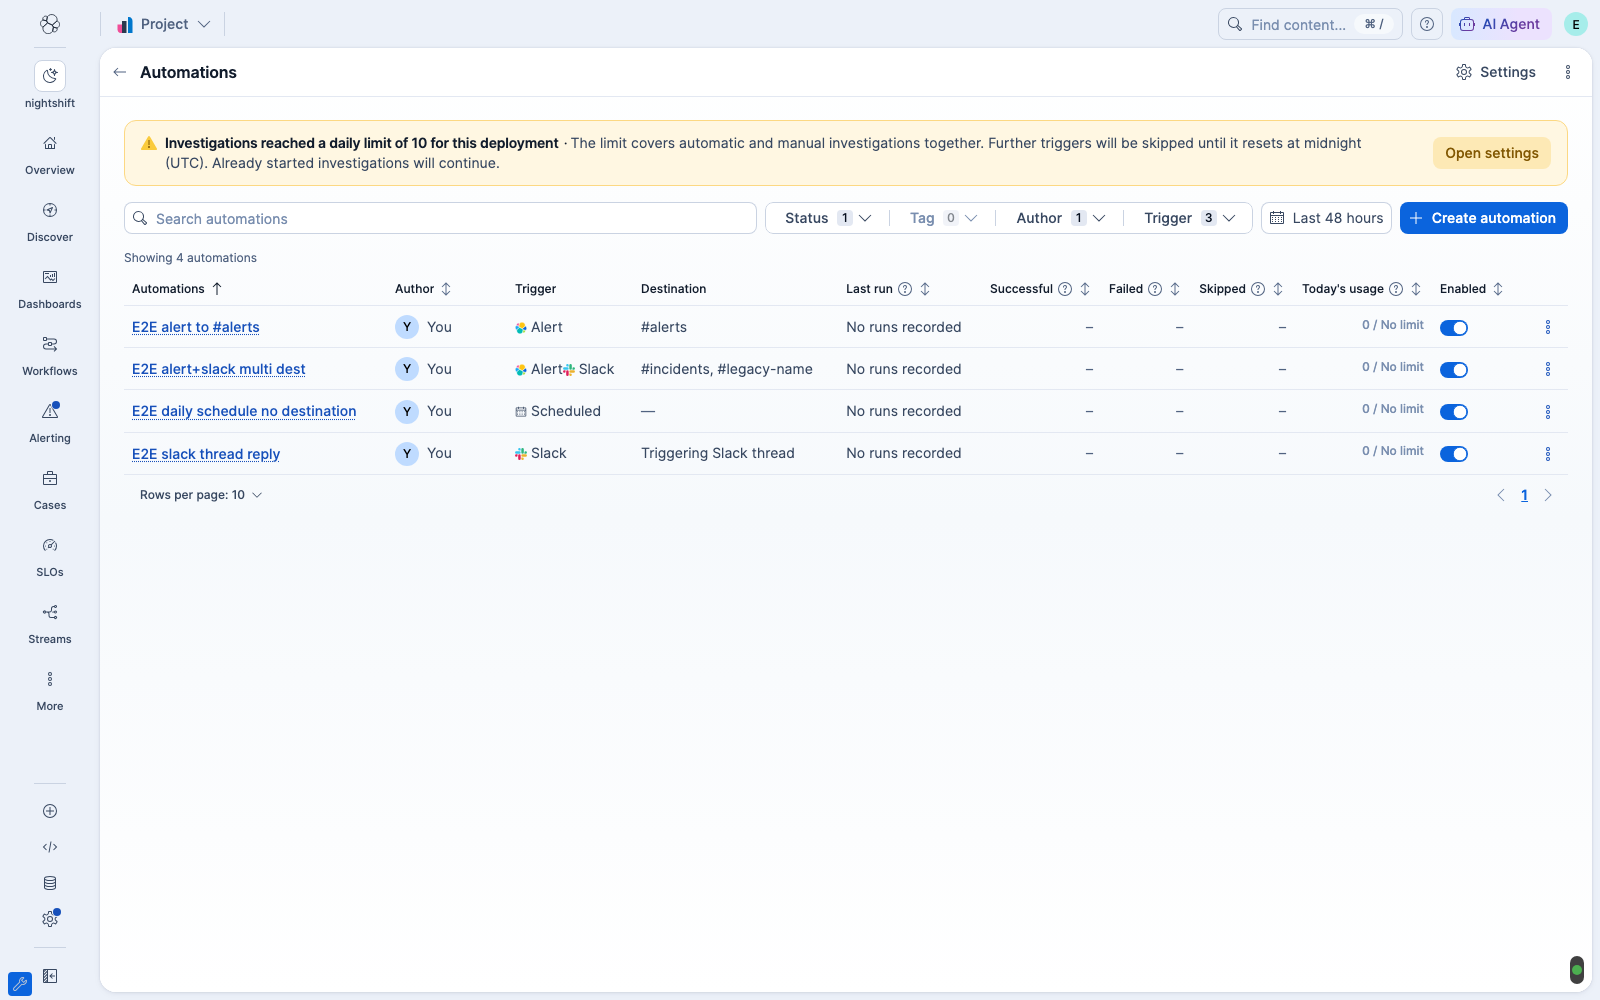 Project
Find content... ⌘ /
AI Agent
E
nightshift
Overview
Discover
Dashboards
Workflows
Alerting
Cases
SLOs
Streams
More
Automations
Settings
Investigations reached a daily limit of 10 for this deployment · The limit covers automatic and manual investigations together. Further triggers will be skipped until it resets at midnight
(UTC). Already started investigations will continue.
Open settings
Search automations
Status 1 Tag 0 Author 1 Trigger 3
Last 48 hours
Create automation
Showing 4 automations
Automations Author Trigger Destination Last run Successful Failed Skipped Today's usage Enabled
E2E alert to #alerts Y You Alert #alerts No runs recorded – – – 0 / No limit
E2E alert+slack multi dest Y You Alert Slack #incidents, #legacy-name No runs recorded – – – 0 / No limit
E2E daily schedule no destination Y You Scheduled — No runs recorded – – – 0 / No limit
E2E slack thread reply Y You Slack Triggering Slack thread No runs recorded – – – 0 / No limit
Rows per page: 10
1